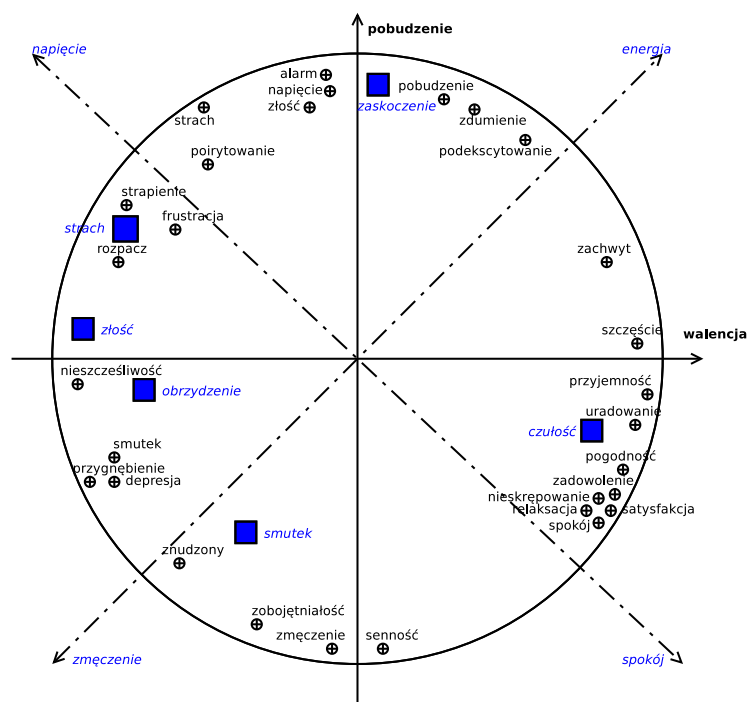 pobudzenie
napięcie
energia
alarm
napięcie
pobudzenie
złość
zaskoczenie
strach
zdumienie
podekscytowanie
poirytowanie
strapienie
frustracja
strach
rozpacz
zachwyt
złość
szczęście
walencja
nieszcześliwość
przyjemność
obrzydzenie
uradowanie
czułość
smutek
pogodność
przygnębienie
depresja
zadowolenie
nieskrępowanie
relaksacja
satysfakcja
spokój
smutek
znudzony
zobojętniałość
zmęczenie
senność
zmęczenie
spokój